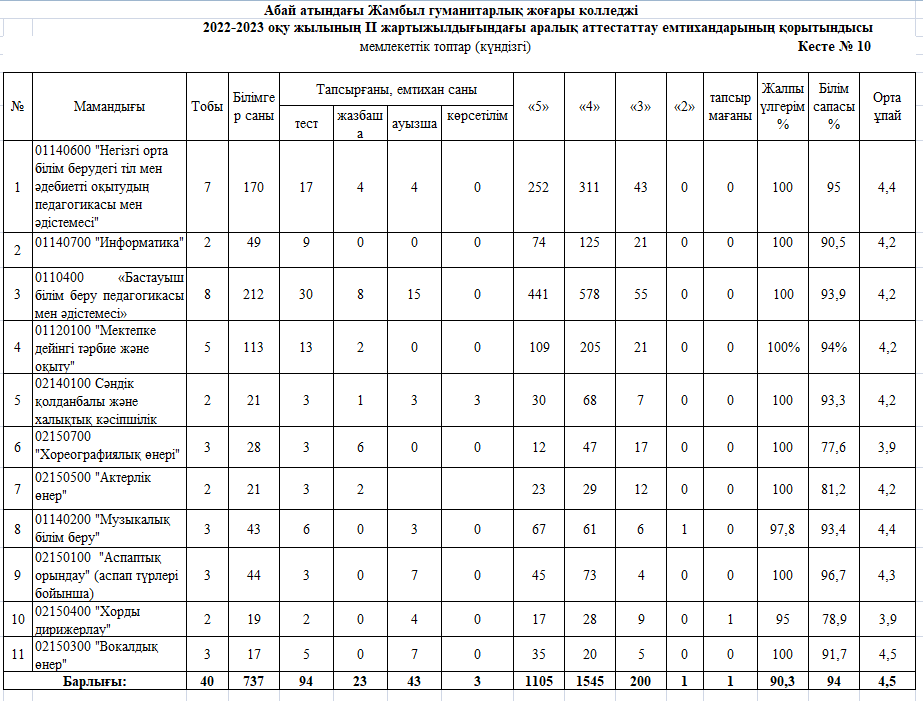 Абай атындағы Жамбыл гуманитарлық жоғары қолледжі
2022-2023 оқу жылының II жартыжылдығындағы аралық аттестаттау емтихандарының қорытындысы
мемлекеттік топтар (күндізгі) Кесте № 10
№ Мамандығы Тобы Білімге р саны Тапсырғаны, емтихан саны «5» «4» «3» «2» тапсыр мағаны Жалпы үлгерім % Білім сапасы % Орта ұпай
тест жазбаш а ауызша көрсетілім
1 01140600 "Негізгі орта білім берудегі тіл мен әдебиетті оқытудың педагогикасы мен әдістемесі" 7 170 17 4 4 0 252 311 43 0 0 100 95 4,4
2 01140700 "Информатика" 2 49 9 0 0 0 74 125 21 0 0 100 90,5 4,2
3 0110400 «Бастауыш білім беру педагогикасы мен әдістемесі» 8 212 30 8 15 0 441 578 55 0 0 100 93,9 4,2
4 01120100 "Мектепке дейінгі тәрбие және оқыту" 5 113 13 2 0 0 109 205 21 0 0 100% 94% 4,2
5 02140100 Сәндік қолданбалы және халықтық кәсіпшілік 2 21 3 1 3 3 30 68 7 0 0 100 93,3 4,2
6 02150700 "Хореографиялық өнері" 3 28 3 6 0 0 12 47 17 0 0 100 77,6 3,9
7 02150500 "Актерлік өнер" 2 21 3 2 23 29 12 0 0 100 81,2 4,2
8 01140200 "Музыкалық білім беру" 3 43 6 0 3 0 67 61 6 1 0 97,8 93,4 4,4
9 02150100 "Аспаптық орындау" (аспап түрлері бойынша) 3 44 3 0 7 0 45 73 4 0 0 100 96,7 4,3
10 02150400 "Хорды дирижерлау" 2 19 2 0 4 0 17 28 9 0 1 95 78,9 3,9
11 02150300 "Вокалдық өнер" 3 17 5 0 7 0 35 20 5 0 0 100 91,7 4,5
Барлығы: 40 737 94 23 43 3 1105 1545 200 1 1 90,3 94 4,5